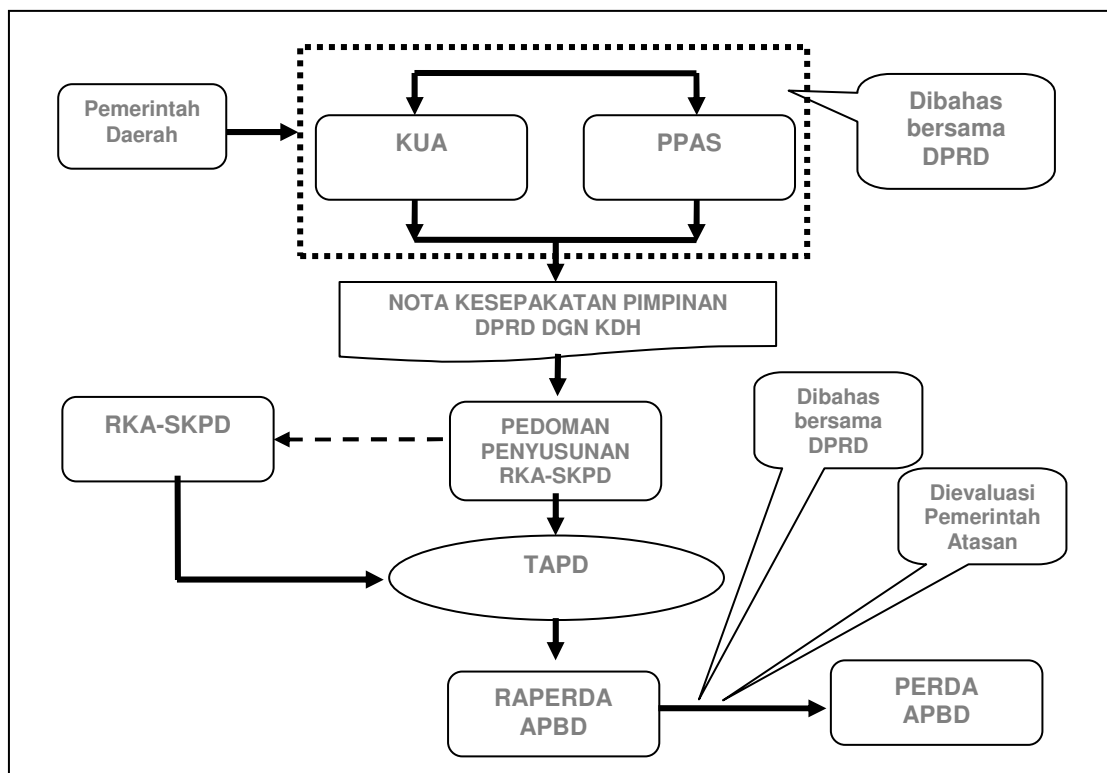 Pemerintah
Daerah
KUA
PPAS
Dibahas
bersama
DPRD
NOTA KESEPAKATAN PIMPINAN
DPRD DGN KDH
RKA-SKPD
PEDOMAN
PENYUSUNAN
RKA-SKPD
Dibahas
bersama
DPRD
Dievaluasi
Pemerintah
Atasan
TAPD
RAPERDA
APBD
PERDA
APBD